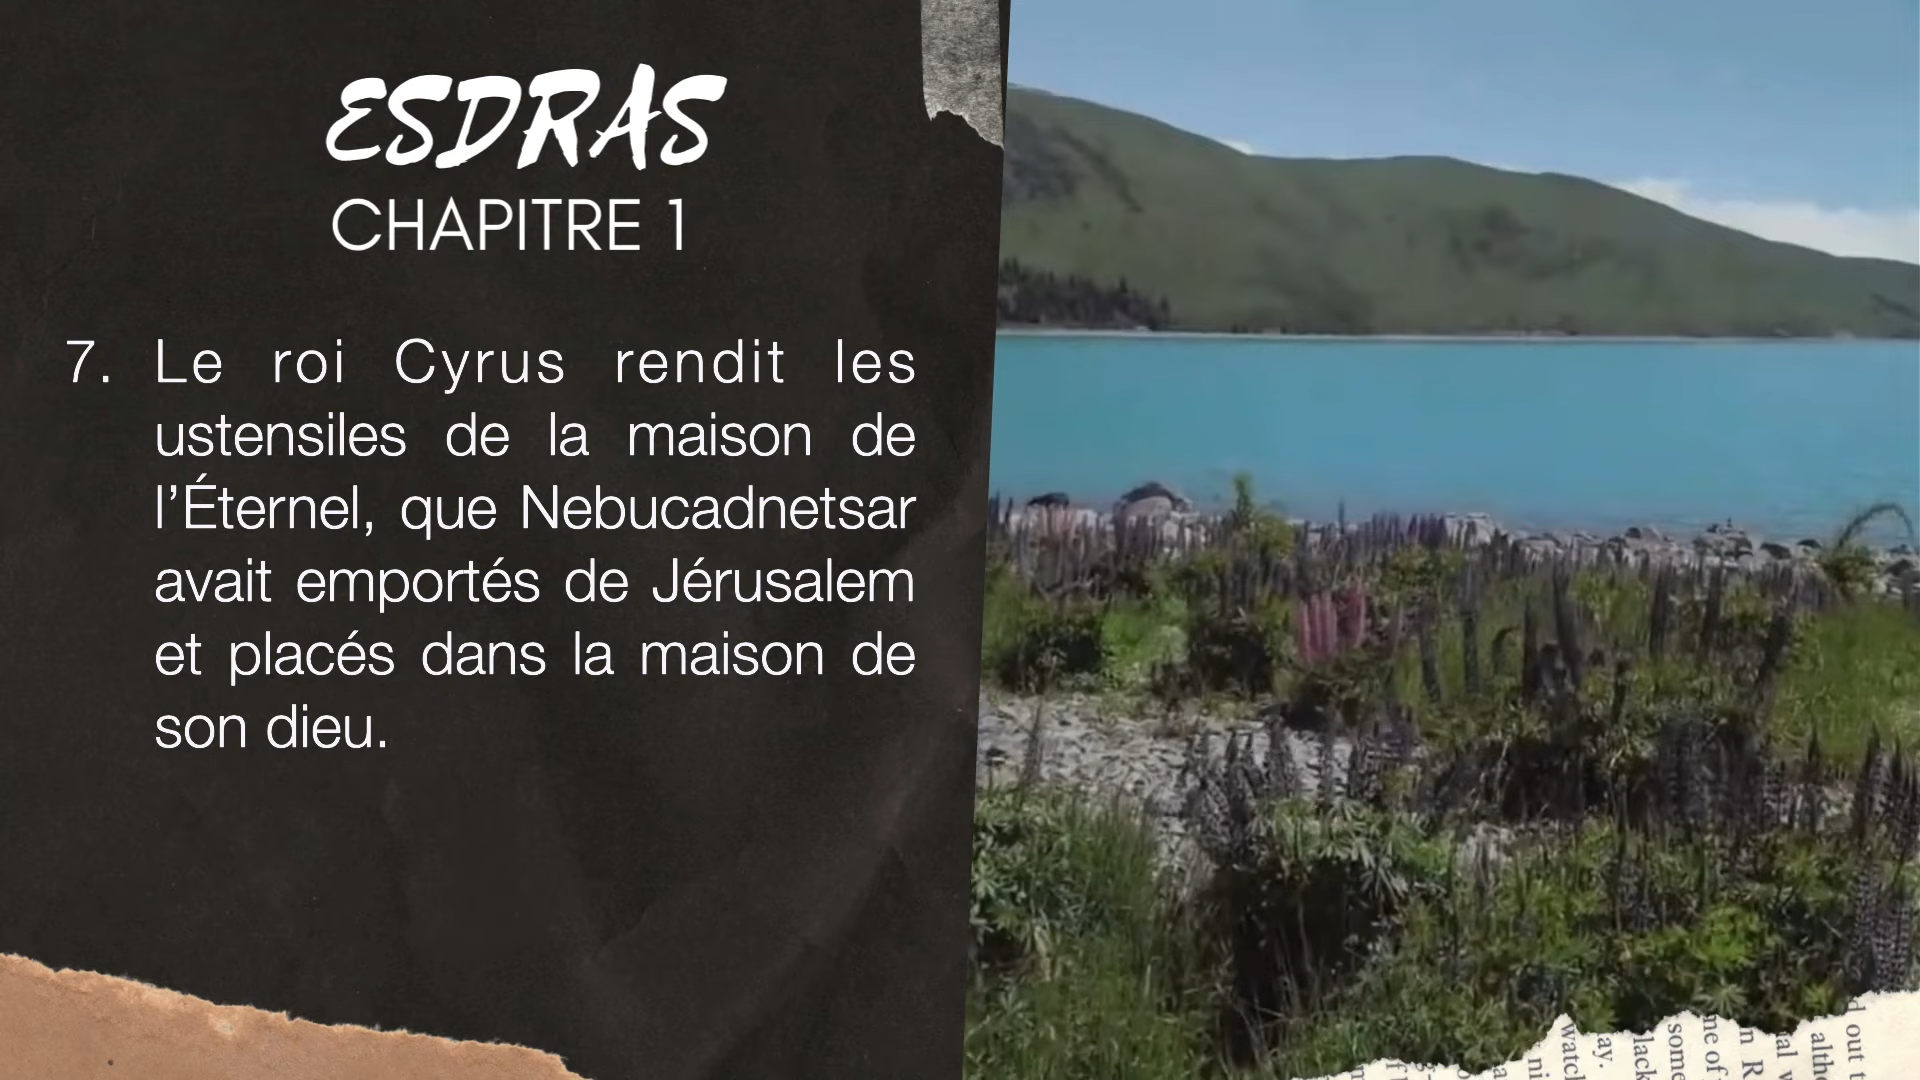 ESDRAS
CHAPITRE 1
7. Le roi Cyrus rendit les
ustensiles de la maison de
l’Éternel, que Nebucadnetsar
avait emportés de Jérusalem
et placés dans la maison de
son dieu.